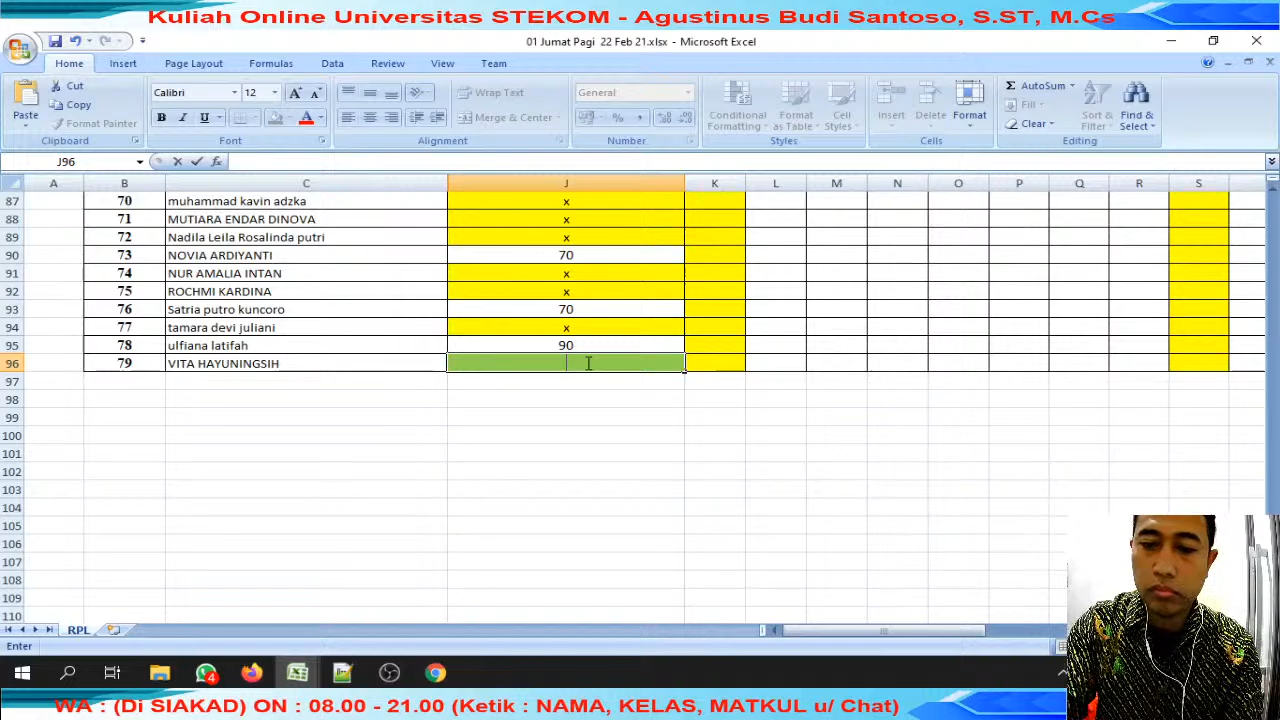 Kuliah Online Universitas STEKOM - Agustinus Budi Santoso, S.ST, M.Cs
01 Jumat Pagi 22 Feb 21.xlsx - Microsoft Excel
Home Insert Page Layout Formulas Data Review View Team
Paste Cut Copy Format Painter
Calibri 12
B I U A
Wrap Text
Merge & Center
General
%
Conditional Formatting Format as Table Cell Styles
Insert Delete Format
Σ AutoSum Fill Clear
Sort & Filter Find & Select
Clipboard Font Alignment Number Styles Cells Editing
J96 fx
A B C J K L M N O P Q R S
87 70 muhammad kavin adzka x
88 71 MUTIARA ENDAR DINOVA x
89 72 Nadila Leila Rosalinda putri x
90 73 NOVIA ARDIYANTI 70
91 74 NUR AMALIA INTAN x
92 75 ROCHMI KARDINA x
93 76 Satria putro kuncoro 70
94 77 tamara devi juliani x
95 78 ulfiana latifah 90
96 79 VITA HAYUNINGSIH
97
98
99
100
101
102
103
104
105
106
107
108
109
110
RPL
Enter
4
WA : (Di SIAKAD) ON : 08.00 - 21.00 (Ketik : NAMA, KELAS, MATKUL u/ Chat)